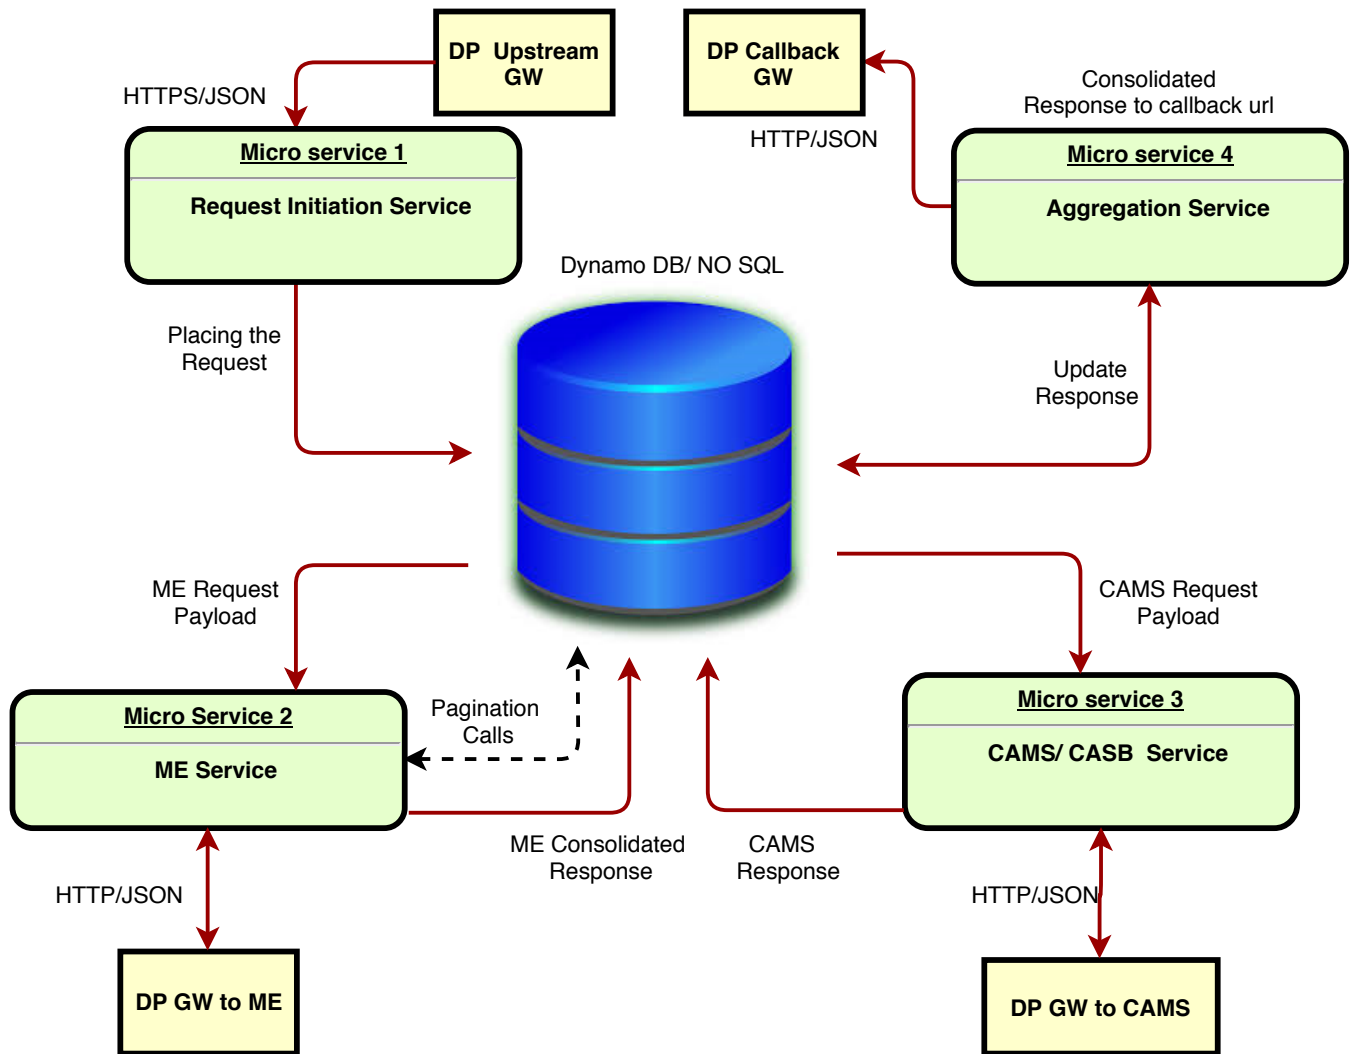 DP  Upstream
GW
DP Callback
GW
Consolidated
Response to callback url
HTTPS/JSON
HTTP/JSON
Micro service 1
Request Initiation Service
Micro service 4
Aggregation Service
Dynamo DB/ NO SQL
Placing the
Request
Update
Response
ME Request
Payload
CAMS Request
Payload
Micro Service 2
ME Service
Pagination
Calls
Micro service 3
CAMS/ CASB  Service
ME Consolidated
Response
CAMS
Response
HTTP/JSON
HTTP/JSON
DP GW to ME
DP GW to CAMS